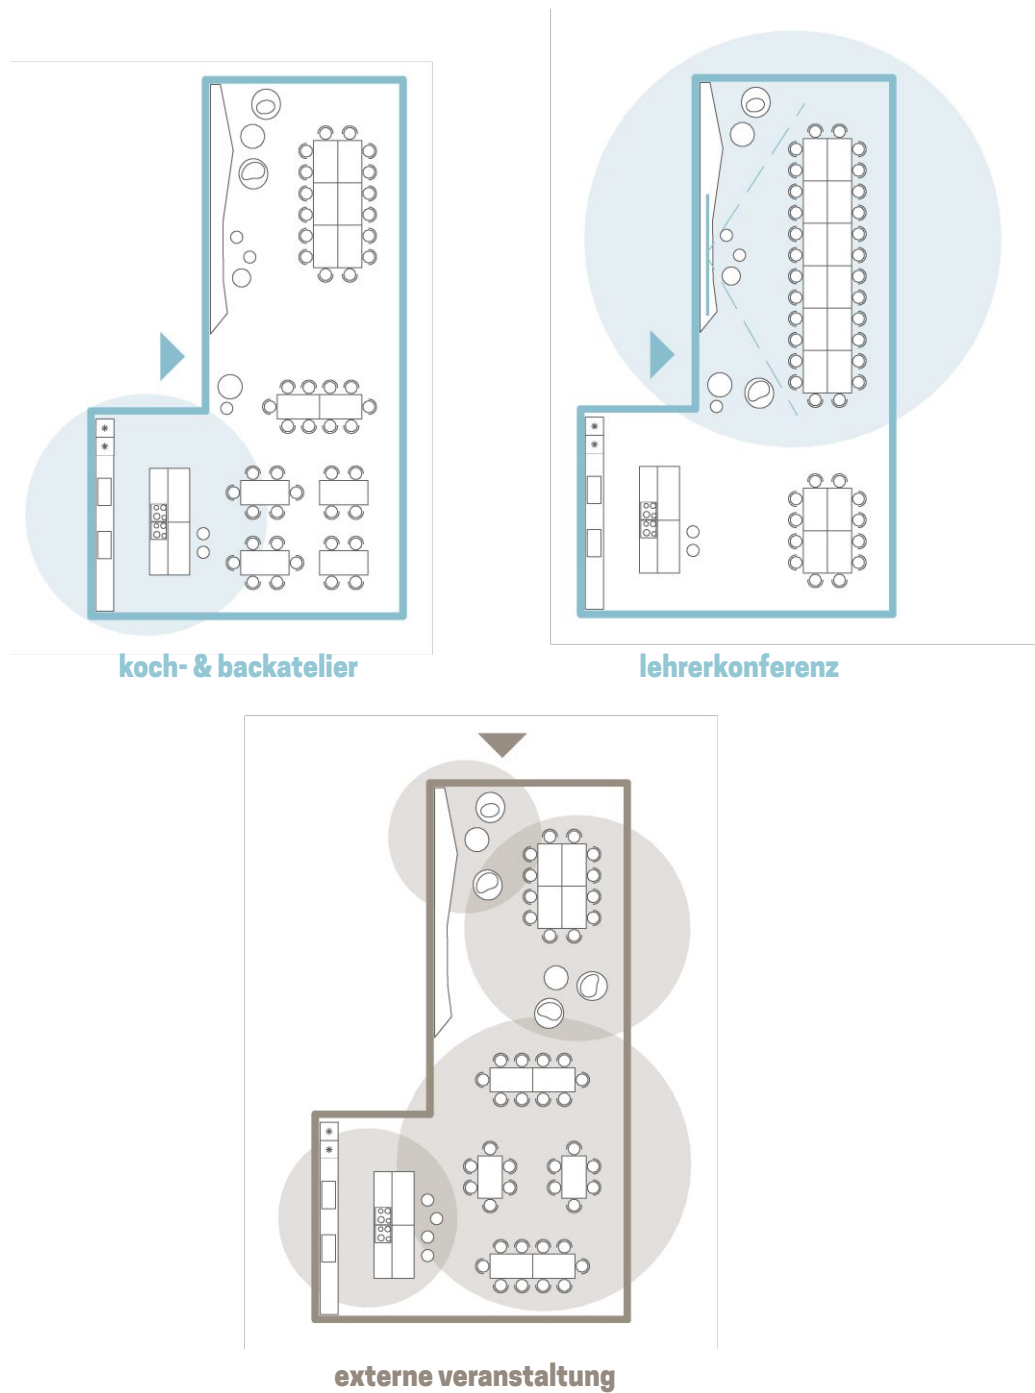 koch- & backatelier
lehrerkonferenz
externe veranstaltung